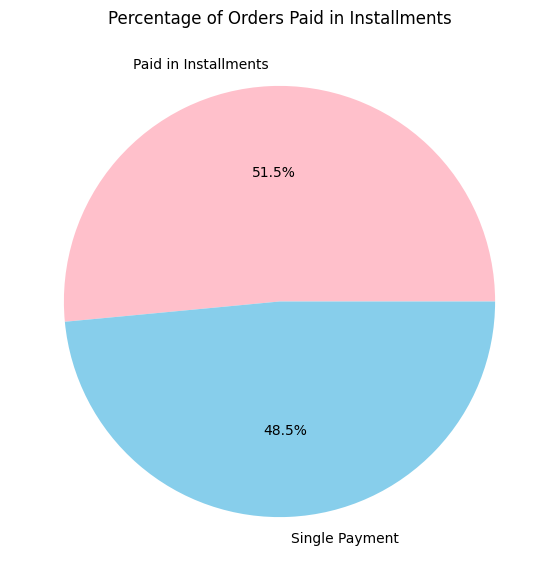 Percentage of Orders Paid in Installments
Paid in Installments
51.5%
48.5%
Single Payment